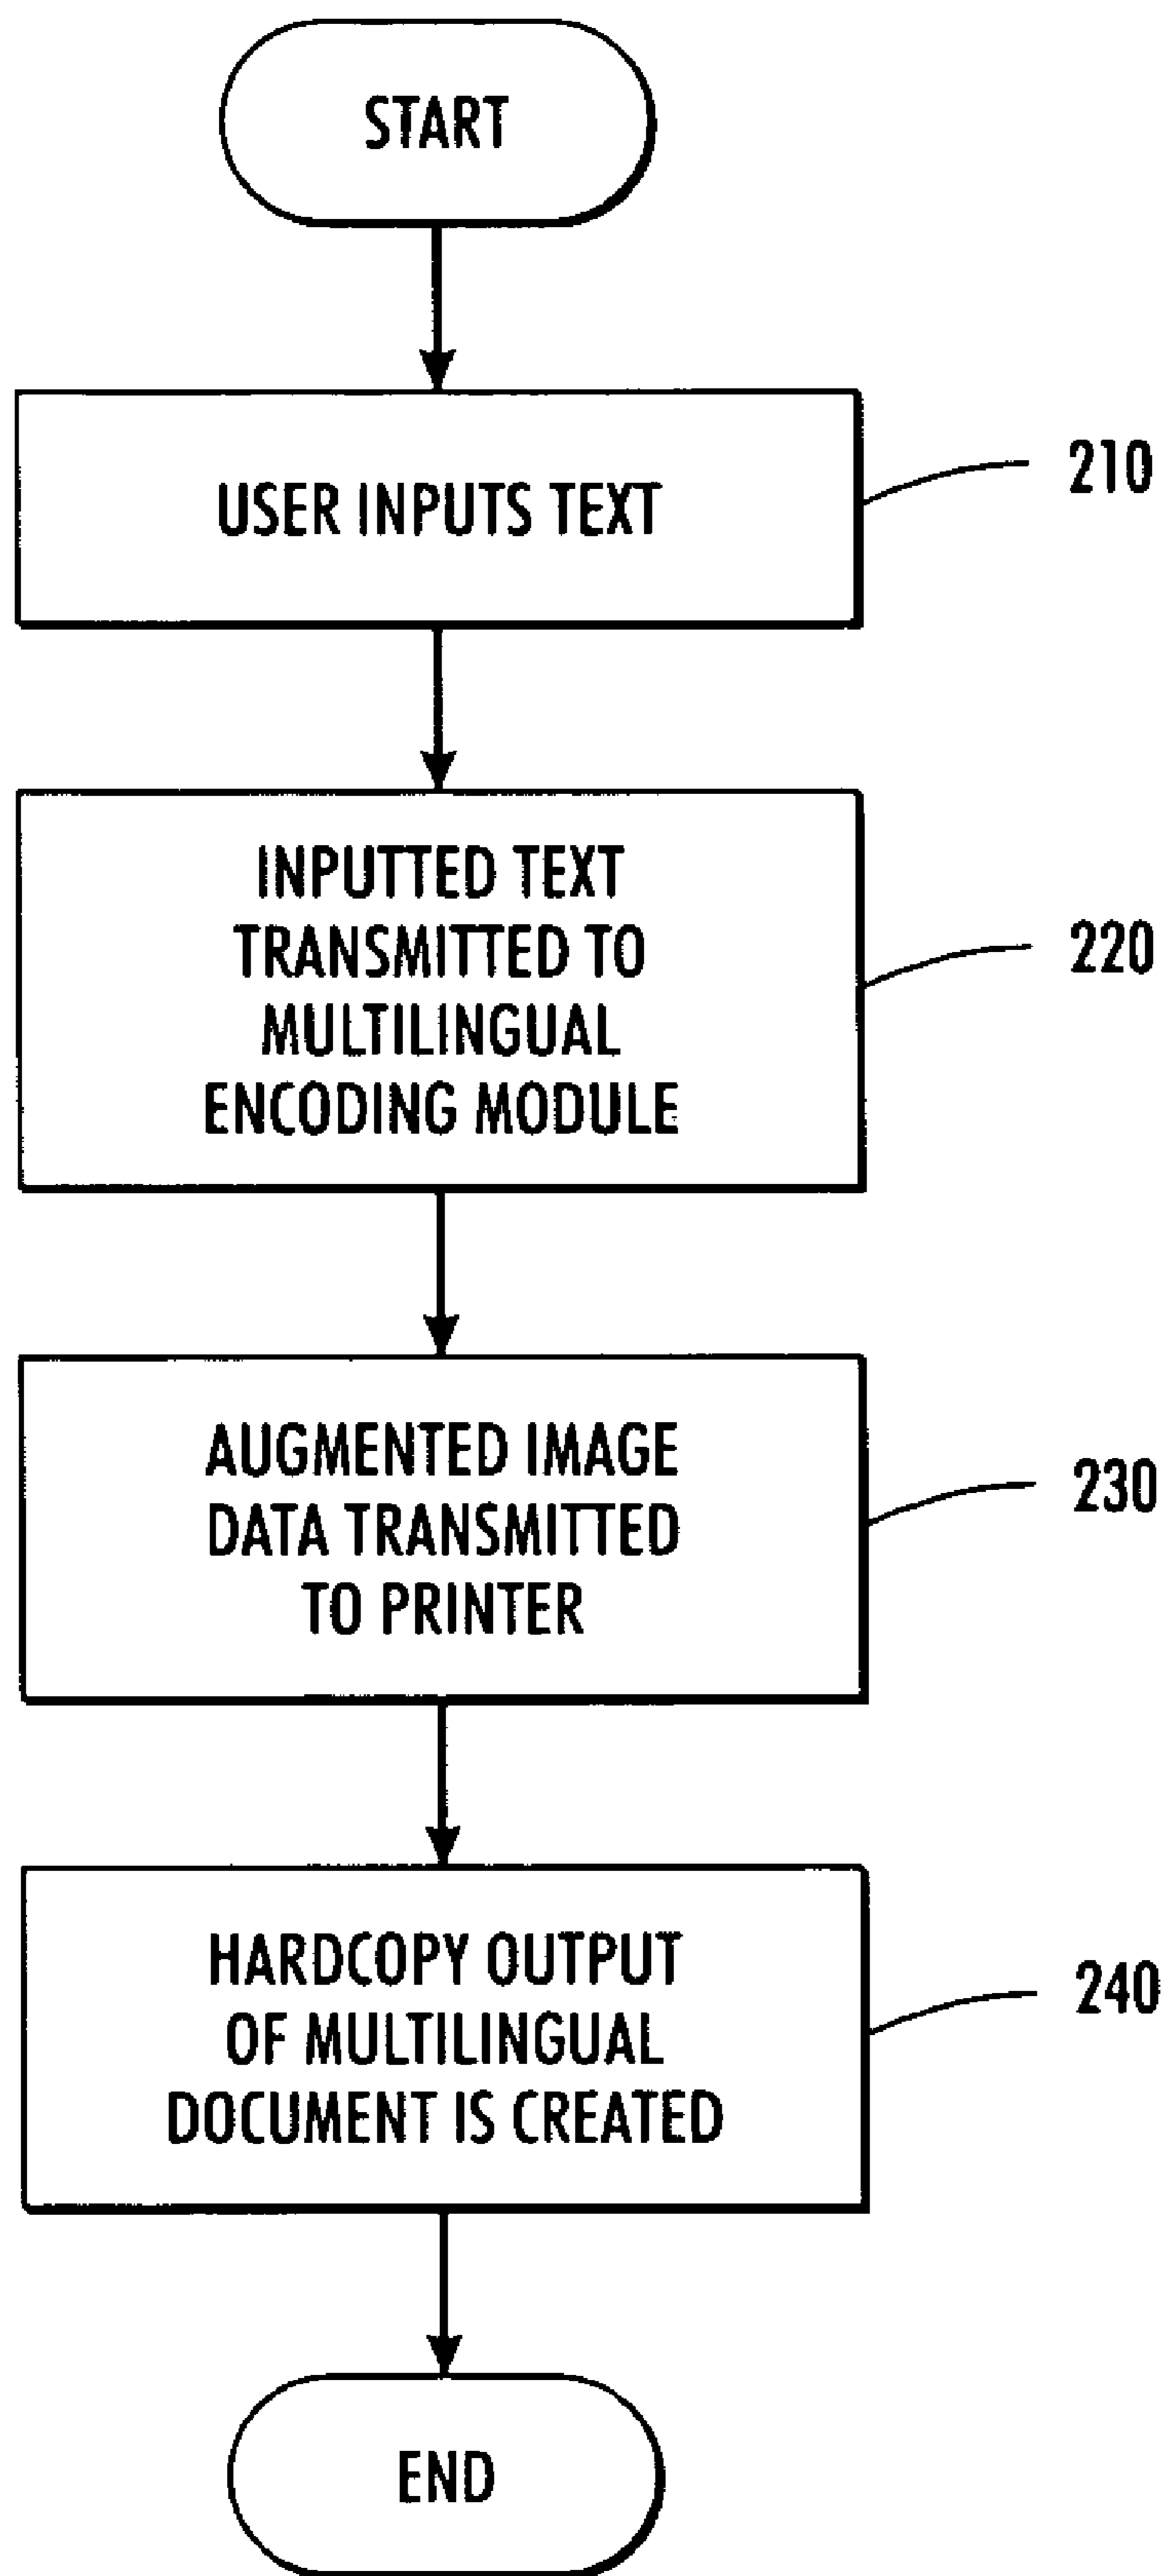 START
USER INPUTS TEXT
210
INPUTTED TEXT
TRANSMITTED TO
MULTILINGUAL
ENCODING MODULE
220
AUGMENTED IMAGE
DATA TRANSMITTED
TO PRINTER
230
HARDCOPY OUTPUT
OF MULTILINGUAL
DOCUMENT IS CREATED
240
END